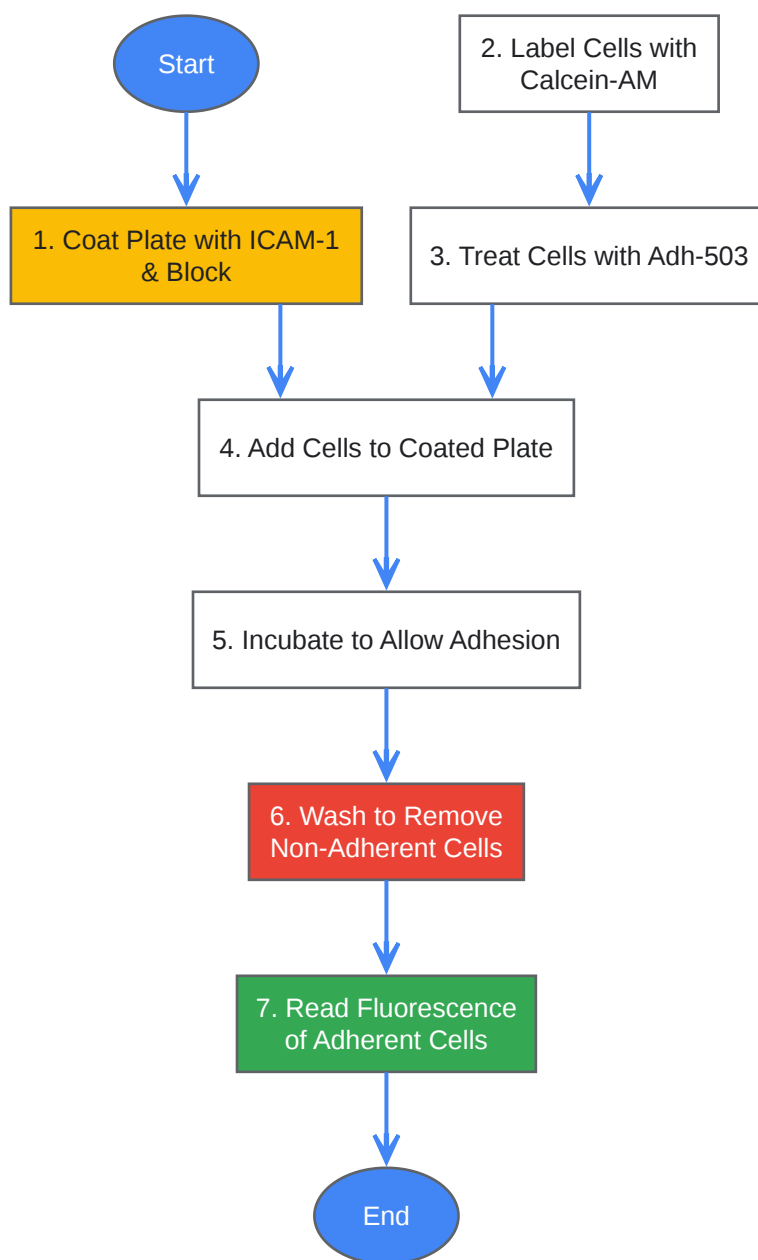 Start
2. Label Cells with
Calcein-AM
1. Coat Plate with ICAM-1
& Block
3. Treat Cells with Adh-503
4. Add Cells to Coated Plate
5. Incubate to Allow Adhesion
6. Wash to Remove
Non-Adherent Cells
7. Read Fluorescence
of Adherent Cells
End